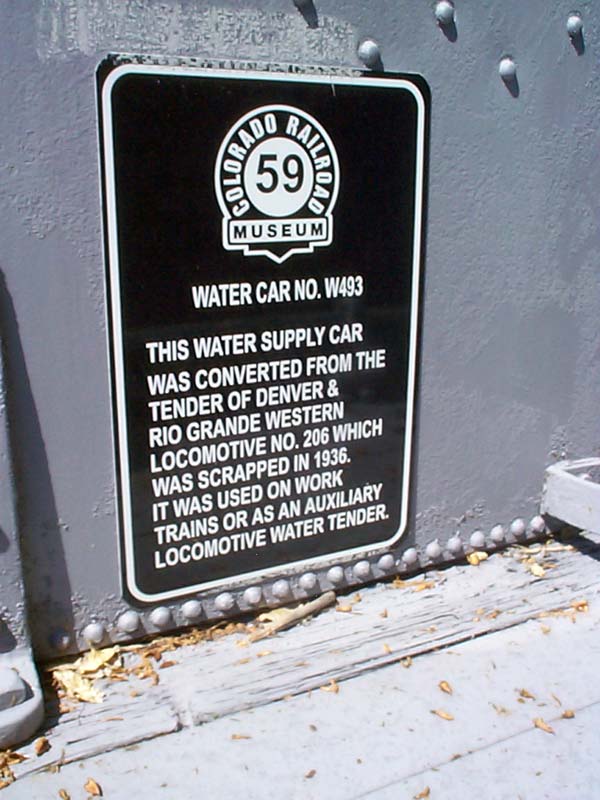 COLORADO RAILROAD
59
MUSEUM
WATER CAR NO. W493
THIS WATER SUPPLY CAR
WAS CONVERTED FROM THE
TENDER OF DENVER &
RIO GRANDE WESTERN
LOCOMOTIVE NO. 206 WHICH
WAS SCRAPPED IN 1936.
IT WAS USED ON WORK
TRAINS OR AS AN AUXILIARY
LOCOMOTIVE WATER TENDER.